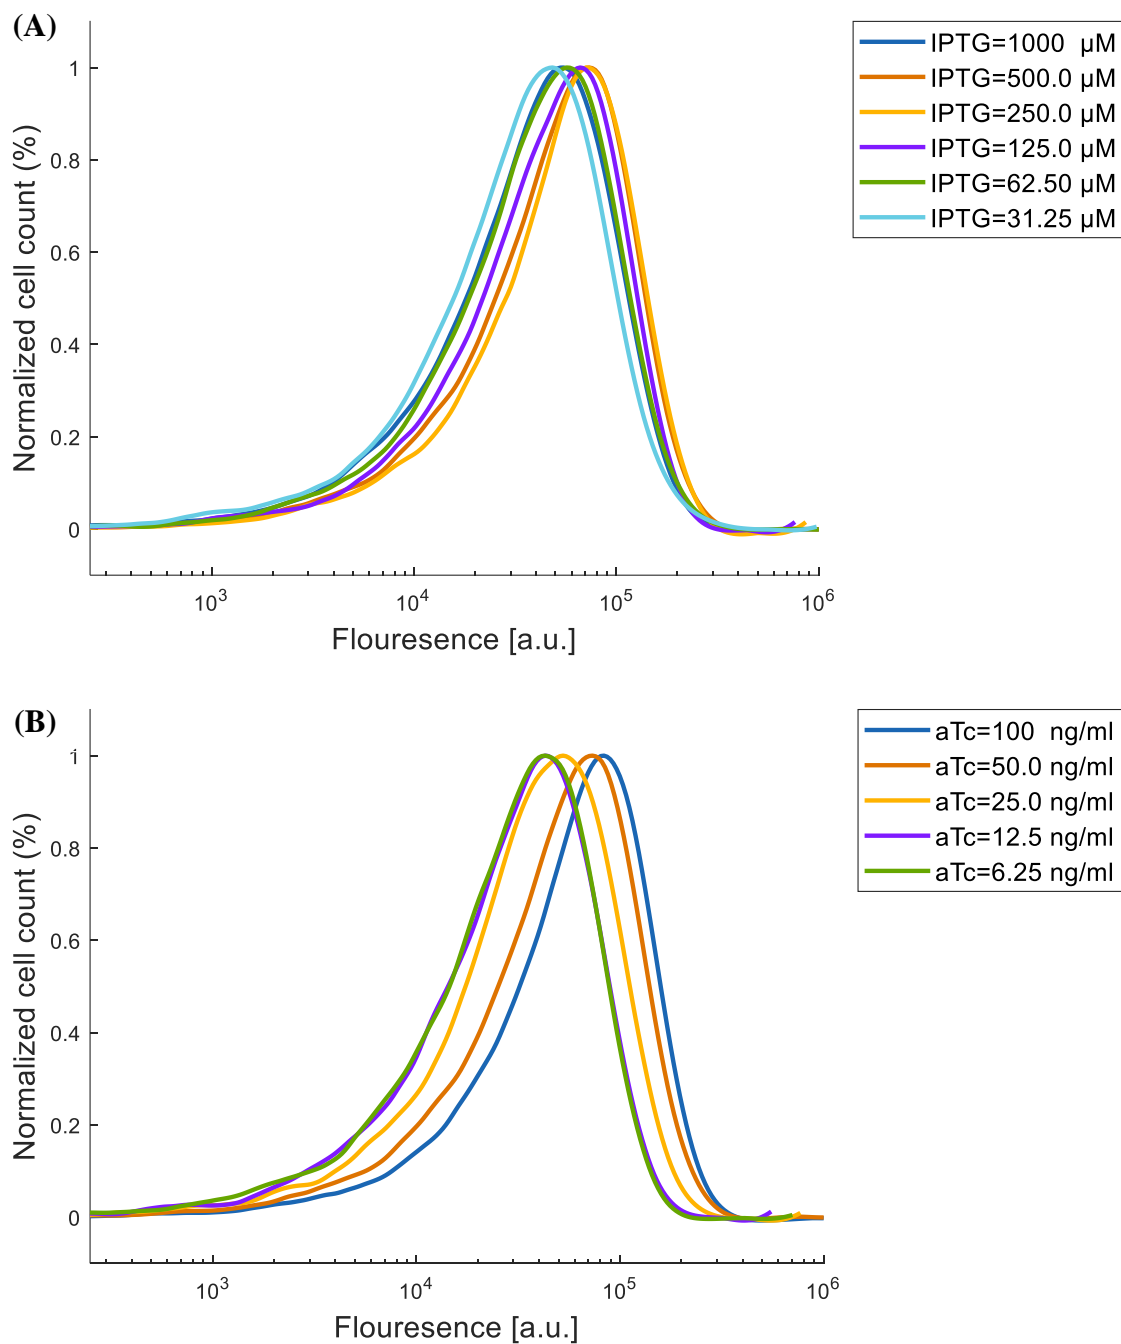 (A)
IPTG=1000 µM
IPTG=500.0 µM
IPTG=250.0 µM
IPTG=125.0 µM
IPTG=62.50 µM
IPTG=31.25 µM
Normalized cell count (%)
1
0.8
0.6
0.4
0.2
0
10³ 10⁴ 10⁵ 10⁶
Flouresence [a.u.]
(B)
aTc=100 ng/ml
aTc=50.0 ng/ml
aTc=25.0 ng/ml
aTc=12.5 ng/ml
aTc=6.25 ng/ml
Normalized cell count (%)
1
0.8
0.6
0.4
0.2
0
10³ 10⁴ 10⁵ 10⁶
Flouresence [a.u.]